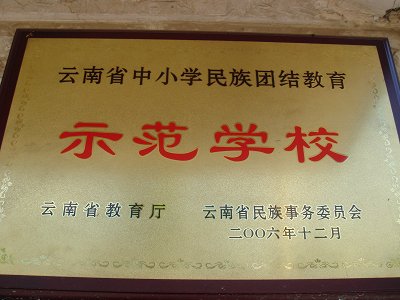 云南省中小学民族团结教育
示范学校
云南省教育厅 云南省民族事务委员会
二〇〇六年十二月